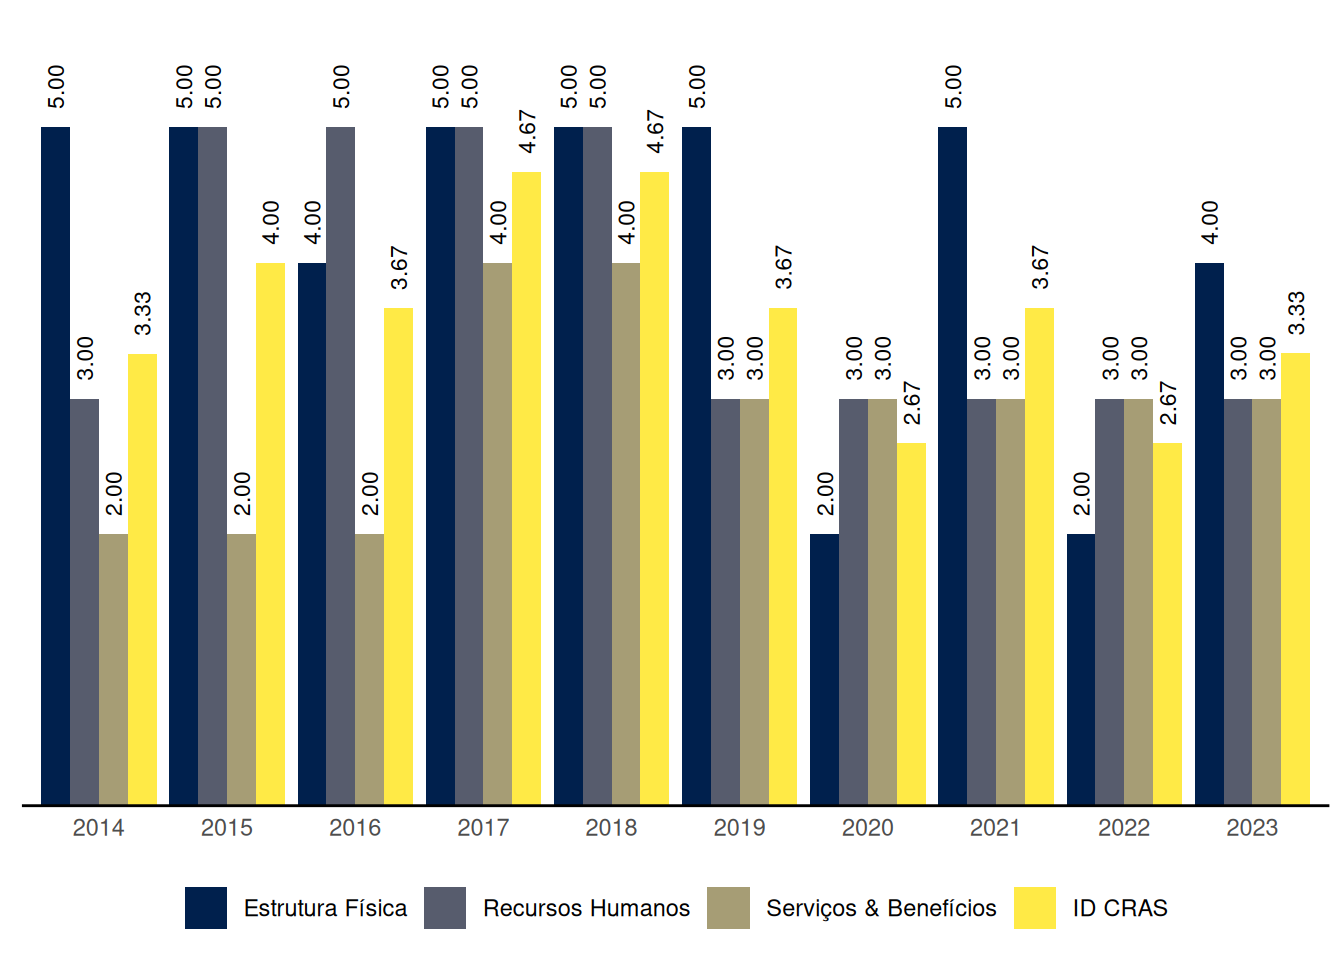 5.00 3.00 2.00 3.33
5.00 5.00 2.00 4.00
4.00 5.00 2.00 3.67
5.00 5.00 4.00 4.67
5.00 5.00 4.00 4.67
5.00 3.00 3.00 3.67
2.00 3.00 3.00 2.67
5.00 3.00 3.00 3.67
2.00 3.00 3.00 2.67
4.00 3.00 3.00 3.33
2014 2015 2016 2017 2018 2019 2020 2021 2022 2023
Estrutura Física Recursos Humanos Serviços & Benefícios ID CRAS